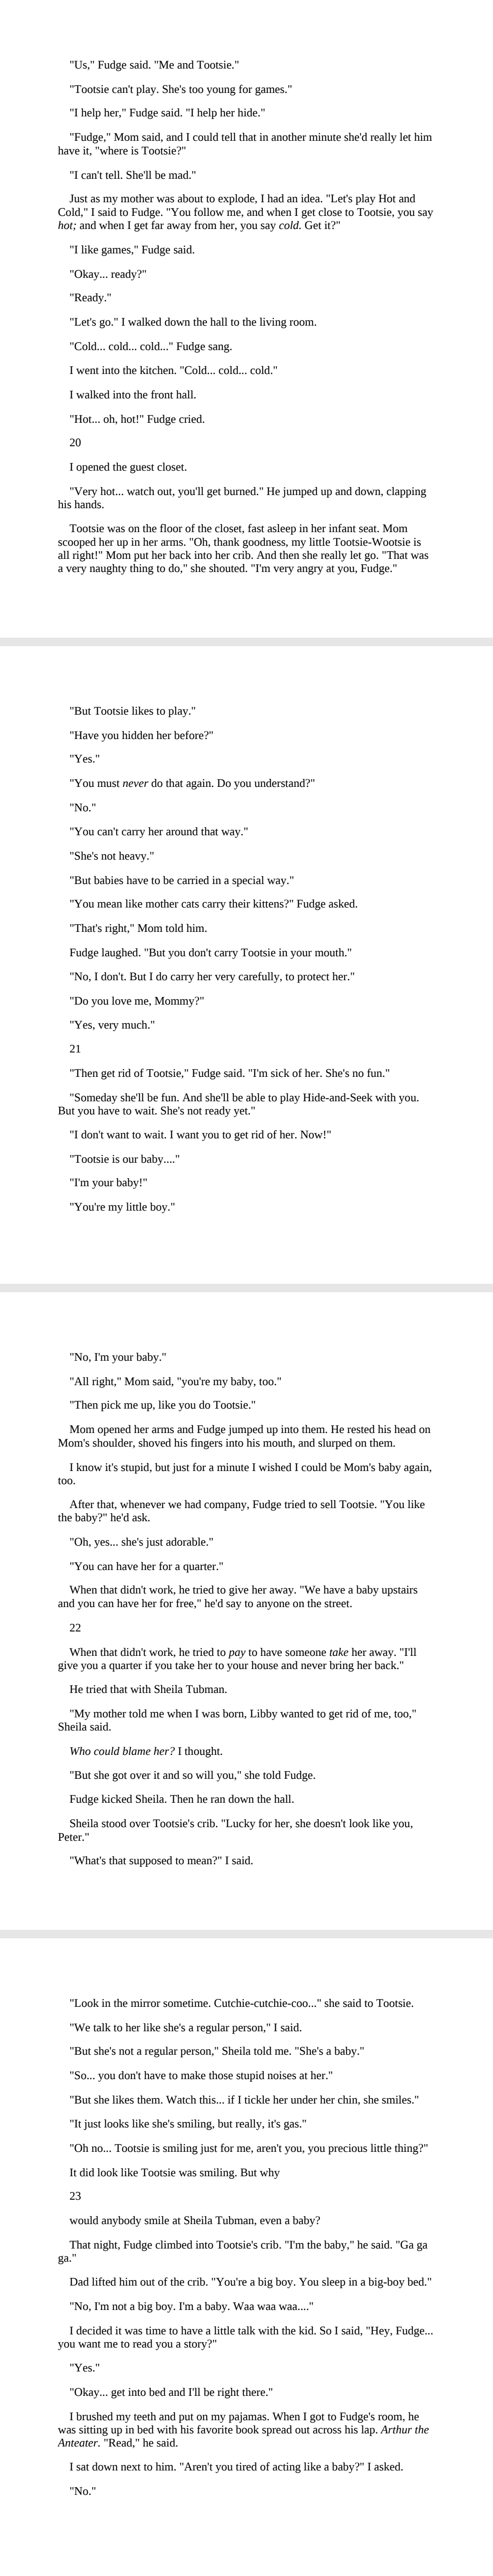 "Us," Fudge said. "Me and Tootsie."
"Tootsie can't play. She's too young for games."
"I help her," Fudge said. "I help her hide."
"Fudge," Mom said, and I could tell that in another minute she'd really let him
have it, "where is Tootsie?"
"I can't tell. She'll be mad."
Just as my mother was about to explode, I had an idea. "Let's play Hot and
Cold," I said to Fudge. "You follow me, and when I get close to Tootsie, you say
hot; and when I get far away from her, you say cold. Get it?"
"I like games," Fudge said.
"Okay... ready?"
"Ready."
"Let's go." I walked down the hall to the living room.
"Cold... cold... cold..." Fudge sang.
I went into the kitchen. "Cold... cold... cold."
I walked into the front hall.
"Hot... oh, hot!" Fudge cried.
20
I opened the guest closet.
"Very hot... watch out, you'll get burned." He jumped up and down, clapping
his hands.
Tootsie was on the floor of the closet, fast asleep in her infant seat. Mom
scooped her up in her arms. "Oh, thank goodness, my little Tootsie-Wootsie is
all right!" Mom put her back into her crib. And then she really let go. "That was
a very naughty thing to do," she shouted. "I'm very angry at you, Fudge."
"But Tootsie likes to play."
"Have you hidden her before?"
"Yes."
"You must never do that again. Do you understand?"
"No."
"You can't carry her around that way."
"She's not heavy."
"But babies have to be carried in a special way."
"You mean like mother cats carry their kittens?" Fudge asked.
"That's right," Mom told him.
Fudge laughed. "But you don't carry Tootsie in your mouth."
"No, I don't. But I do carry her very carefully, to protect her."
"Do you love me, Mommy?"
"Yes, very much."
21
"Then get rid of Tootsie," Fudge said. "I'm sick of her. She's no fun."
"Someday she'll be fun. And she'll be able to play Hide-and-Seek with you.
But you have to wait. She's not ready yet."
"I don't want to wait. I want you to get rid of her. Now!"
"Tootsie is our baby...."
"I'm your baby!"
"You're my little boy."
"No, I'm your baby."
"All right," Mom said, "you're my baby, too."
"Then pick me up, like you do Tootsie."
Mom opened her arms and Fudge jumped up into them. He rested his head on
Mom's shoulder, shoved his fingers into his mouth, and slurped on them.
I know it's stupid, but just for a minute I wished I could be Mom's baby again,
too.
After that, whenever we had company, Fudge tried to sell Tootsie. "You like
the baby?" he'd ask.
"Oh, yes... she's just adorable."
"You can have her for a quarter."
When that didn't work, he tried to give her away. "We have a baby upstairs
and you can have her for free," he'd say to anyone on the street.
22
When that didn't work, he tried to pay to have someone take her away. "I'll
give you a quarter if you take her to your house and never bring her back."
He tried that with Sheila Tubman.
"My mother told me when I was born, Libby wanted to get rid of me, too,"
Sheila said.
Who could blame her? I thought.
"But she got over it and so will you," she told Fudge.
Fudge kicked Sheila. Then he ran down the hall.
Sheila stood over Tootsie's crib. "Lucky for her, she doesn't look like you,
Peter."
"What's that supposed to mean?" I said.
"Look in the mirror sometime. Cutchie-cutchie-coo..." she said to Tootsie.
"We talk to her like she's a regular person," I said.
"But she's not a regular person," Sheila told me. "She's a baby."
"So... you don't have to make those stupid noises at her."
"But she likes them. Watch this... if I tickle her under her chin, she smiles."
"It just looks like she's smiling, but really, it's gas."
"Oh no... Tootsie is smiling just for me, aren't you, you precious little thing?"
It did look like Tootsie was smiling. But why
23
would anybody smile at Sheila Tubman, even a baby?
That night, Fudge climbed into Tootsie's crib. "I'm the baby," he said. "Ga ga
ga."
Dad lifted him out of the crib. "You're a big boy. You sleep in a big-boy bed."
"No, I'm not a big boy. I'm a baby. Waa waa waa...."
I decided it was time to have a little talk with the kid. So I said, "Hey, Fudge...
you want me to read you a story?"
"Yes."
"Okay... get into bed and I'll be right there."
I brushed my teeth and put on my pajamas. When I got to Fudge's room, he
was sitting up in bed with his favorite book spread out across his lap. Arthur the
Anteater. "Read," he said.
I sat down next to him. "Aren't you tired of acting like a baby?" I asked.
"No."